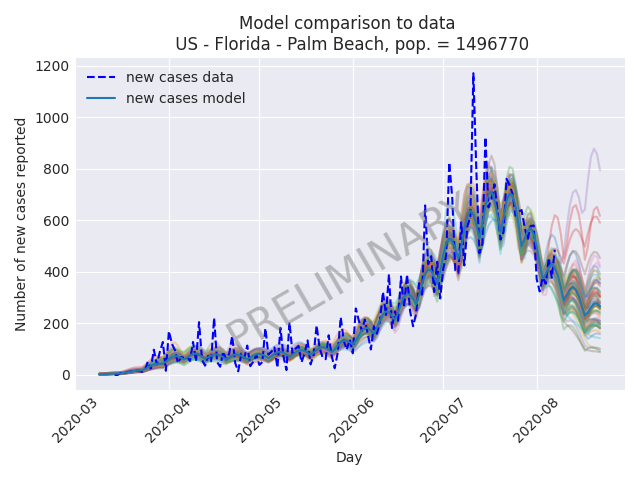 Model comparison to data
US - Florida - Palm Beach, pop. = 1496770
Number of new cases reported
1200
1000
800
600
400
200
0
new cases data
new cases model
PRELIMINARY
2020-03
2020-04
2020-05
2020-06
2020-07
2020-08
Day